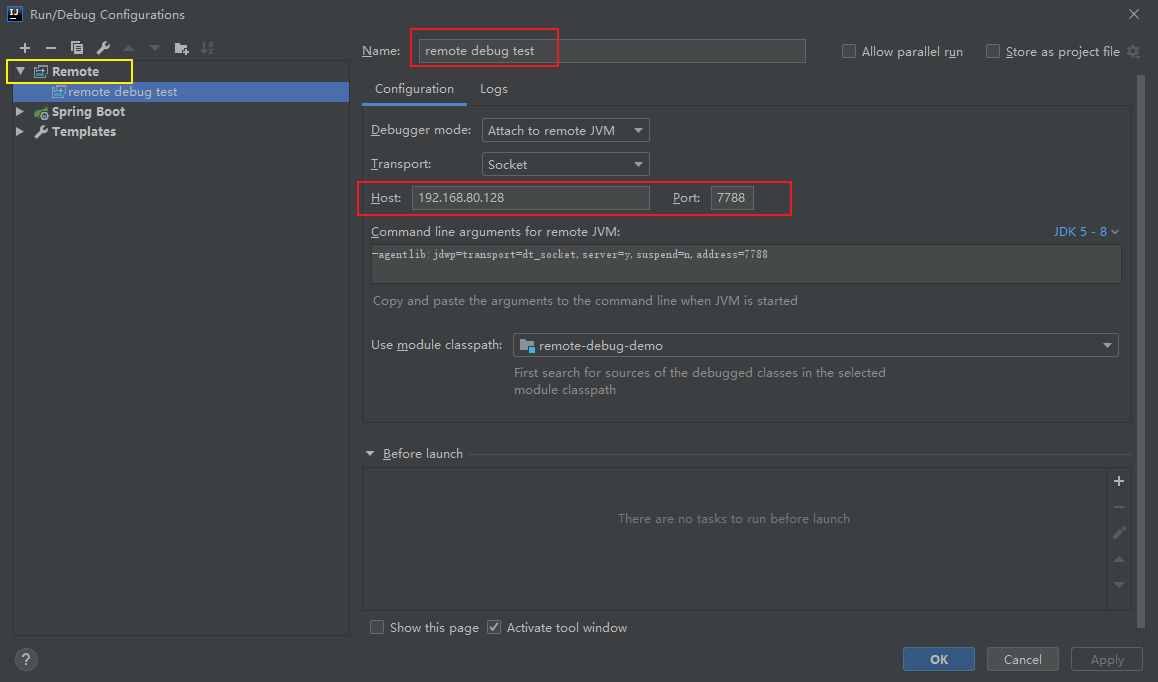 IJ Run/Debug Configurations
Name: remote debug test
Allow parallel run
Store as project file
Remote
remote debug test
Spring Boot
Templates
Configuration
Logs
Debugger mode: Attach to remote JVM
Transport: Socket
Host: 192.168.80.128 Port: 7788
Command line arguments for remote JVM: JDK 5 - 8
-agentlib:jdwp=transport=dt_socket,server=y,suspend=n,address=7788
Copy and paste the arguments to the command line when JVM is started
Use module classpath: remote-debug-demo
First search for sources of the debugged classes in the selected
module classpath
Before launch
There are no tasks to run before launch
Show this page
Activate tool window
?
OK
Cancel
Apply